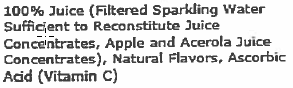 100% Juice (Filtered Sparkling Water
Sufficient to Reconstitute Juice
Concentrates, Apple and Acerola Juice
Concentrates), Natural Flavors, Ascorbic
Acid (Vitamin C)